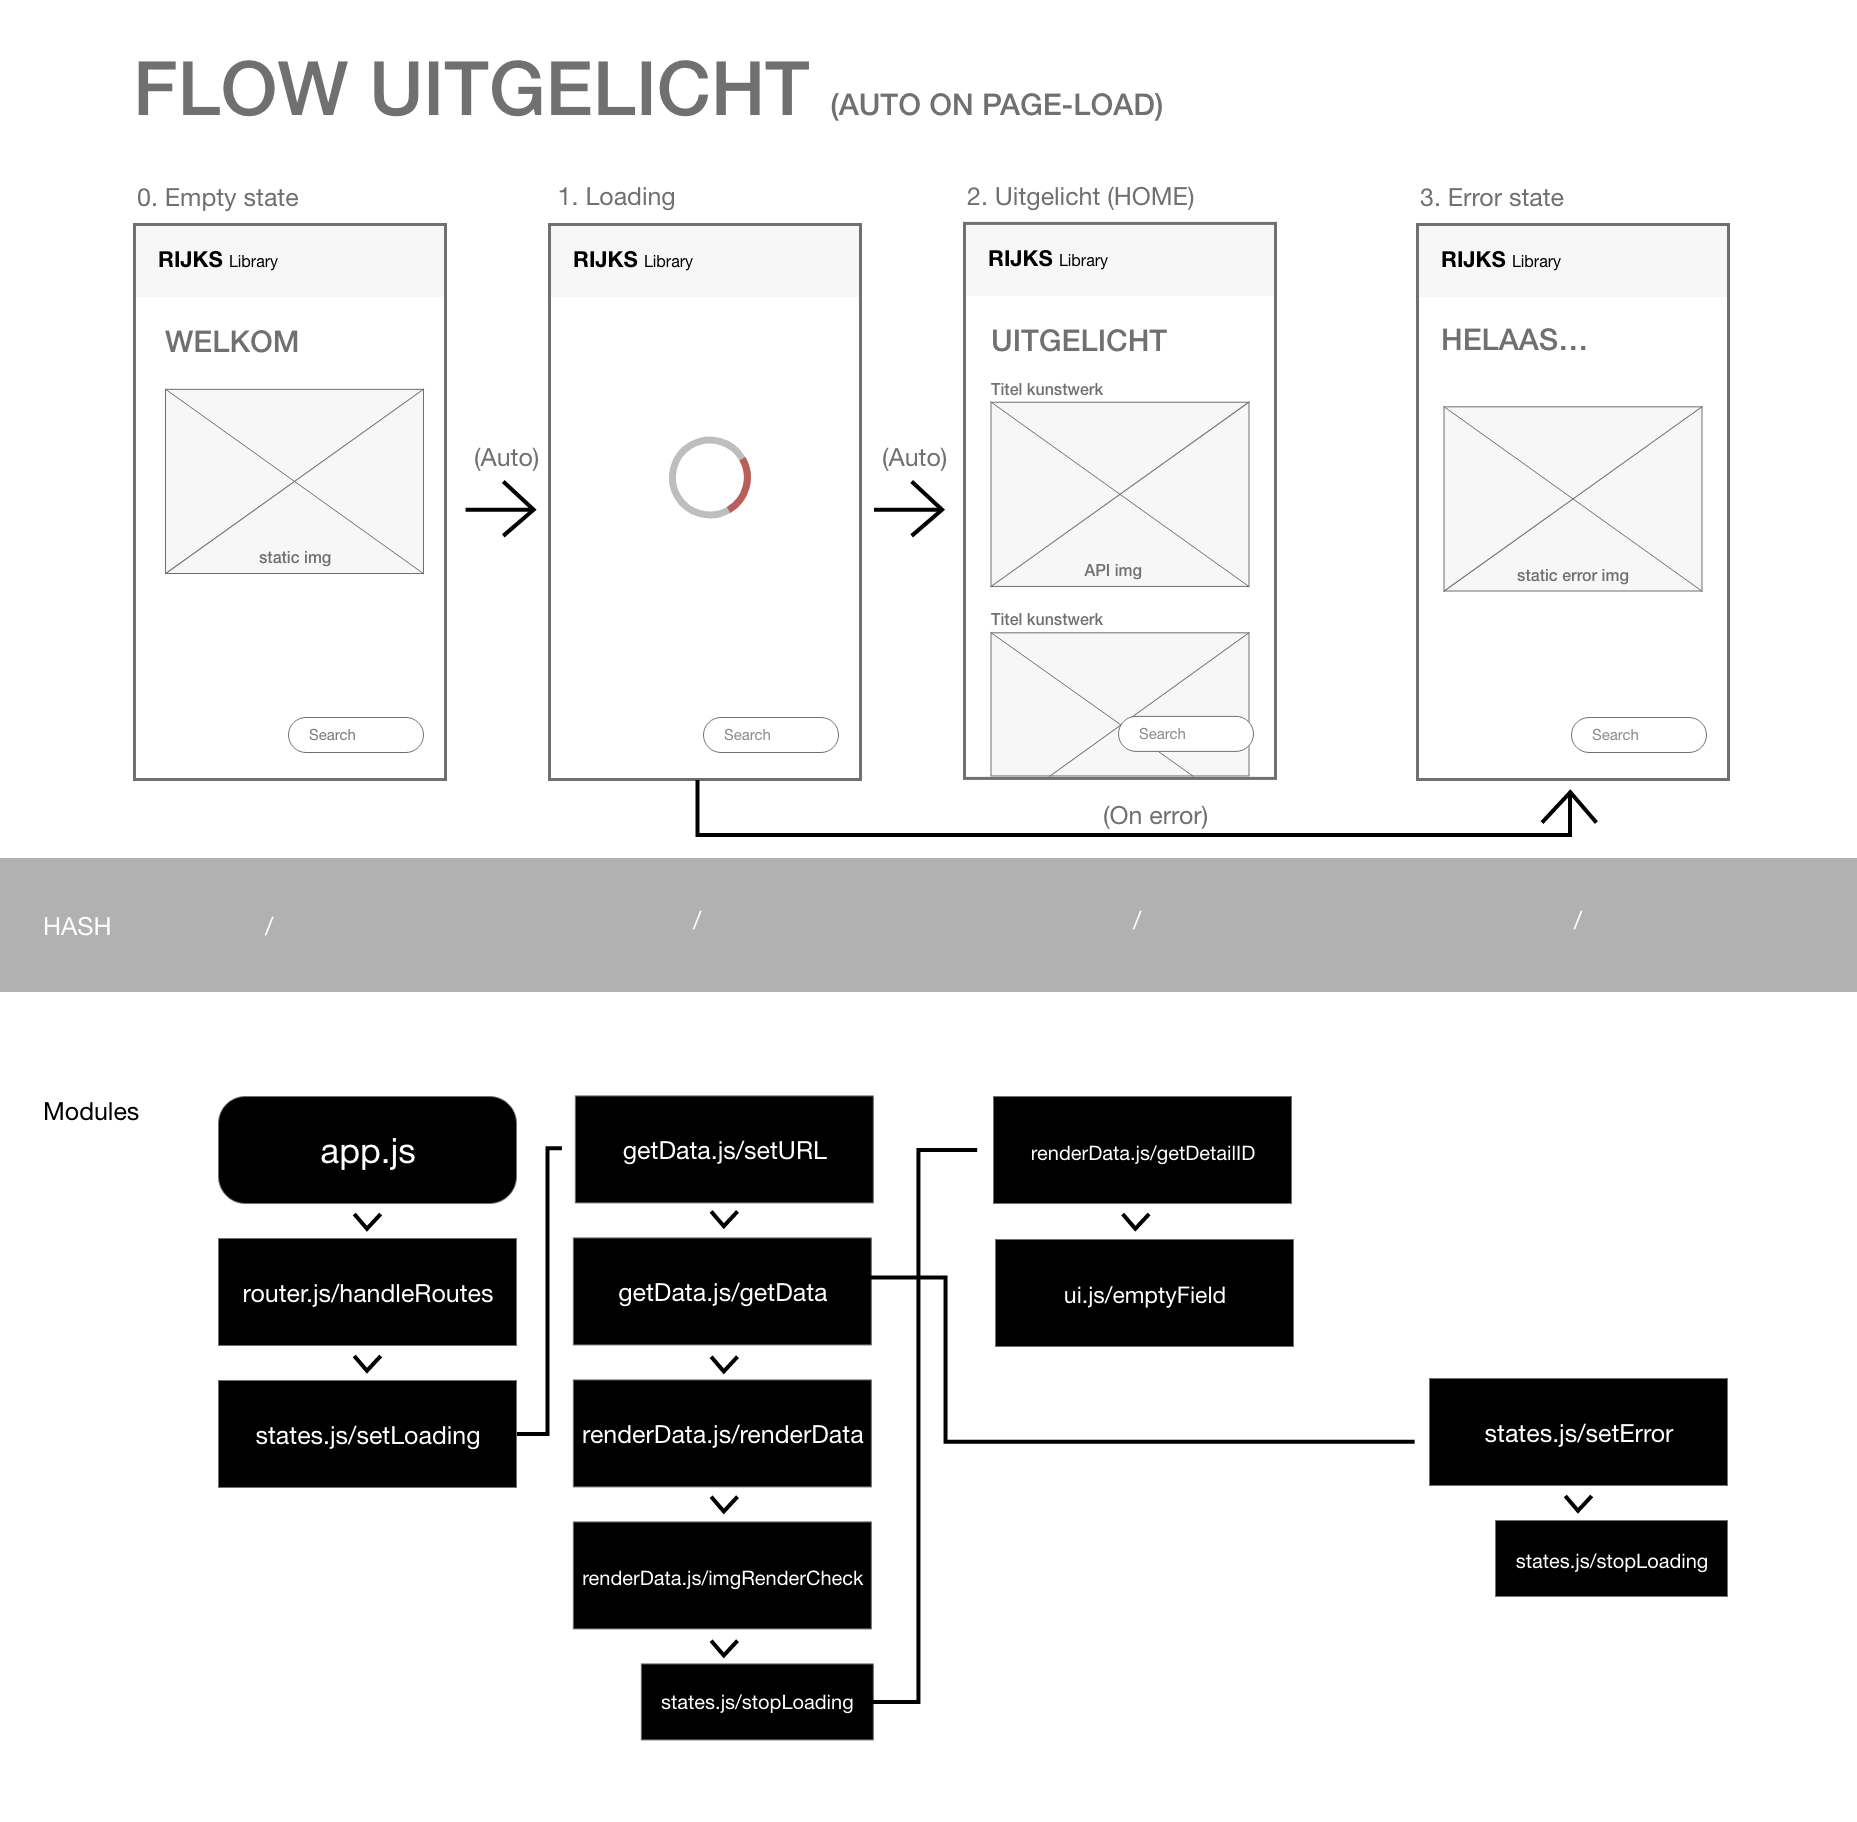 FLOW UITGELICHT (AUTO ON PAGE-LOAD)
0. Empty state
1. Loading
2. Uitgelicht (HOME)
3. Error state
RIJKS Library
WELKOM
static img
Search
(Auto)
RIJKS Library
Search
(Auto)
RIJKS Library
UITGELICHT
Titel kunstwerk
API img
Titel kunstwerk
Search
RIJKS Library
HELAAS...
static error img
Search
(On error)
HASH / / / /
Modules
app.js
router.js/handleRoutes
states.js/setLoading
getData.js/setURL
getData.js/getData
renderData.js/renderData
renderData.js/imgRenderCheck
states.js/stopLoading
renderData.js/getDetailID
ui.js/emptyField
states.js/setError
states.js/stopLoading